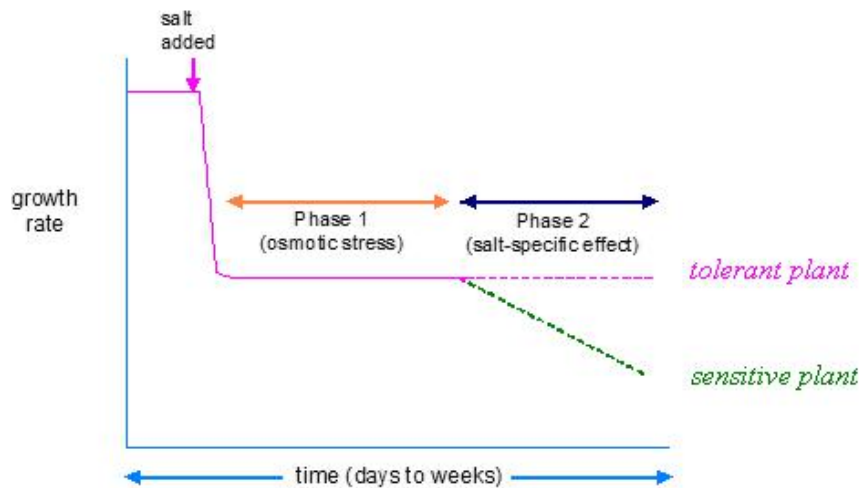 salt
added
growth
rate
Phase 1
(osmotic stress)
Phase 2
(salt-specific effect)
tolerant plant
sensitive plant
time (days to weeks)